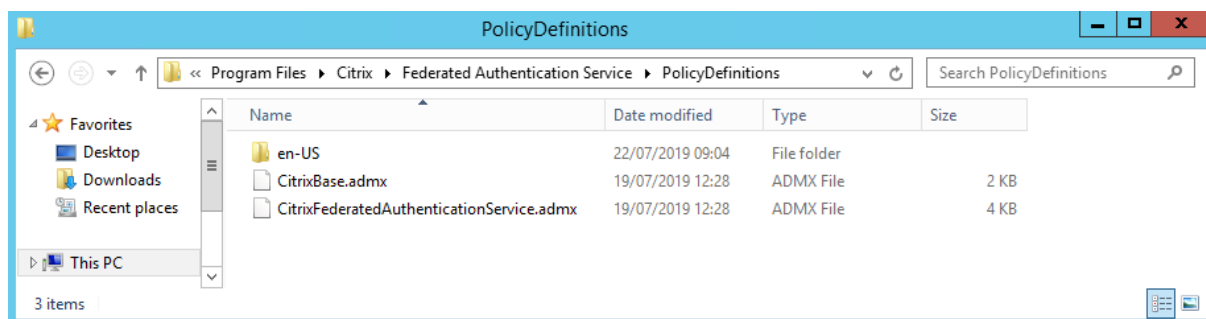 PolicyDefinitions
« Program Files Citrix Federated Authentication Service PolicyDefinitions Search PolicyDefinitions
Name Date modified Type Size
Favorites
Desktop en-US 22/07/2019 09:04 File folder
Downloads CitrixBase.admx 19/07/2019 12:28 ADMX File 2 KB
Recent places CitrixFederatedAuthenticationService.admx 19/07/2019 12:28 ADMX File 4 KB
This PC
3 items